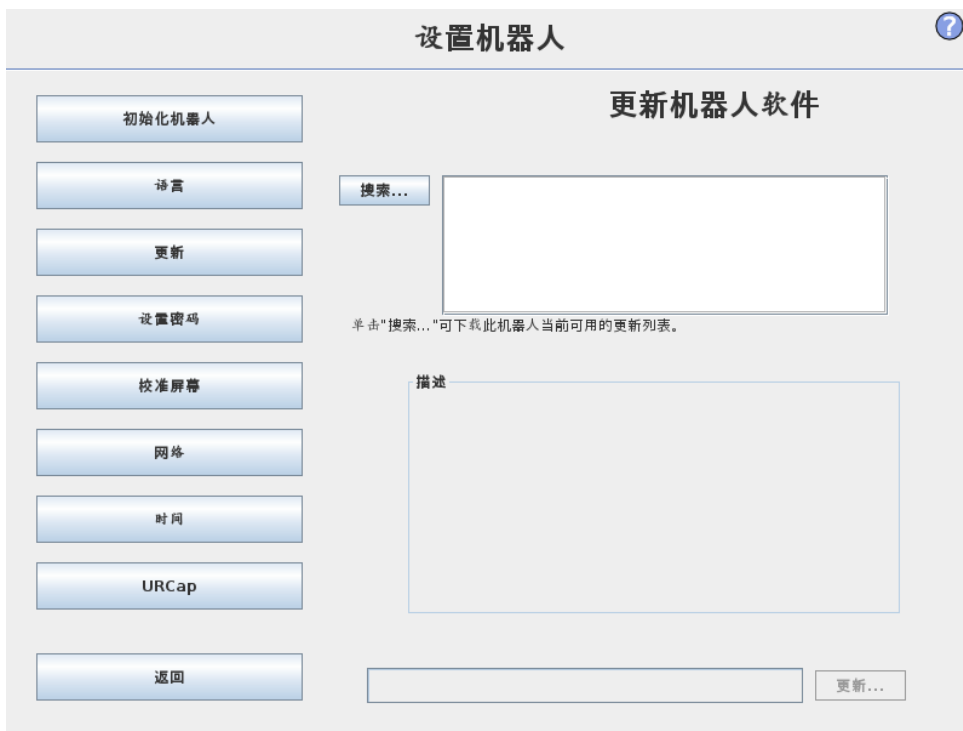 设置机器人
?
初始化机器人
语言
更新
设置密码
校准屏幕
网络
时间
URCap
返回
更新机器人软件
搜索...
单击"搜索..."可下载此机器人当前可用的更新列表。
描述
更新...